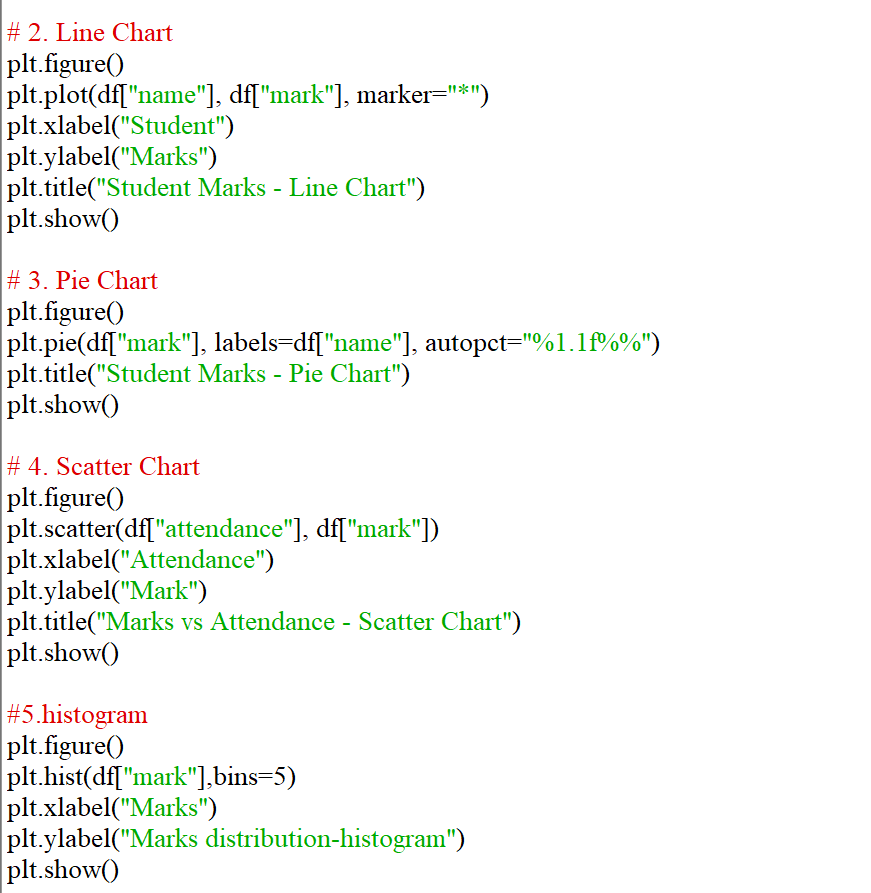 # 2. Line Chart
plt.figure()
plt.plot(df["name"], df["mark"], marker="*")
plt.xlabel("Student")
plt.ylabel("Marks")
plt.title("Student Marks - Line Chart")
plt.show()
# 3. Pie Chart
plt.figure()
plt.pie(df["mark"], labels=df["name"], autopct="%1.1f%%")
plt.title("Student Marks - Pie Chart")
plt.show()
# 4. Scatter Chart
plt.figure()
plt.scatter(df["attendance"], df["mark"])
plt.xlabel("Attendance")
plt.ylabel("Mark")
plt.title("Marks vs Attendance - Scatter Chart")
plt.show()
#5.histogram
plt.figure()
plt.hist(df["mark"],bins=5)
plt.xlabel("Marks")
plt.ylabel("Marks distribution-histogram")
plt.show()